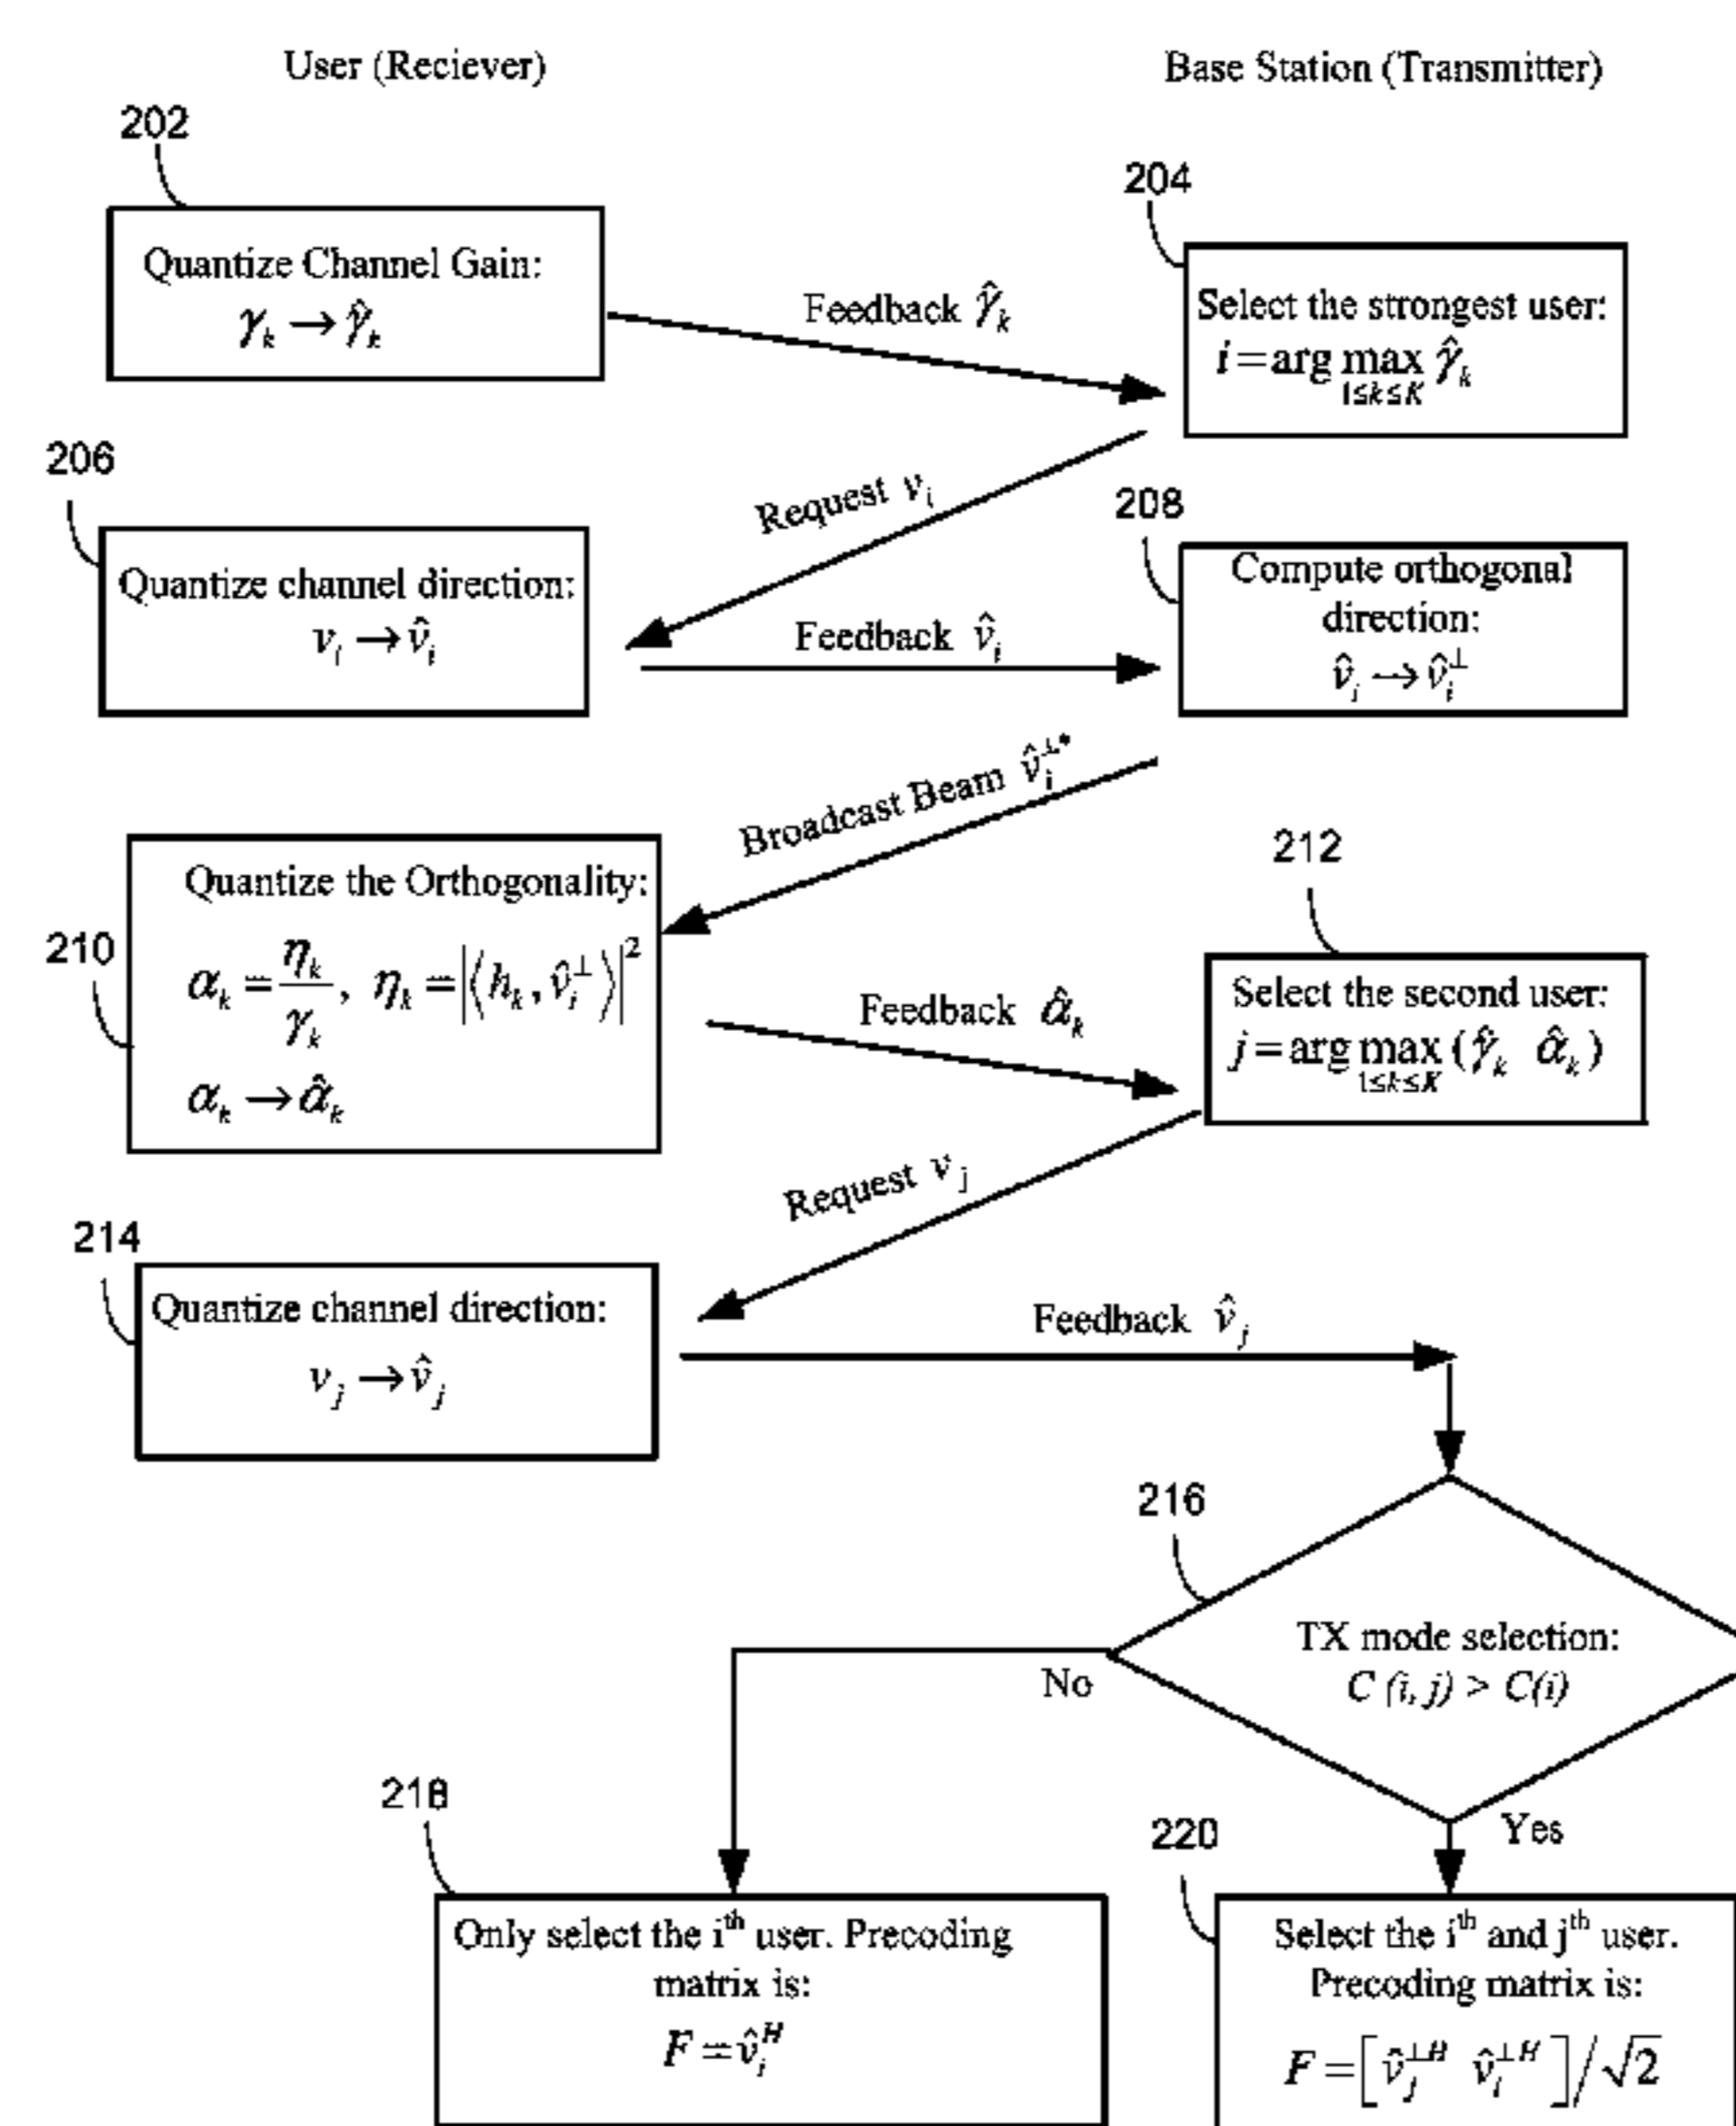 User (Reciever)
Base Station (Transmitter)
202
204
Quantize Channel Gain:
γ_k → γ̂_k
Feedback γ̂_k
Select the strongest user:
i = arg max γ̂_k
1≤k≤K
206
Request v_i
208
Quantize channel direction:
v_i → v̂_i
Feedback v̂_i
Compute orthogonal
direction:
v̂_i → v̂_i^⊥
Broadcast Beam v̂_i^⊥*
212
210
Quantize the Orthogonality:
α_k = η_k / γ_k, η_k = |⟨h_k, v̂_i^⊥⟩|^2
α_k → α̂_k
Feedback α̂_k
Select the second user:
j = arg max (γ̂_k α̂_k)
1≤k≤K
Request v_j
214
Quantize channel direction:
v_j → v̂_j
Feedback v̂_j
216
TX mode selection:
C (i, j) > C(i)
No
Yes
218
220
Only select the i^th user. Precoding
matrix is:
F = v̂_i^H
Select the i^th and j^th user.
Precoding matrix is:
F = [ v̂_j^⊥H v̂_i^⊥H ] / √2